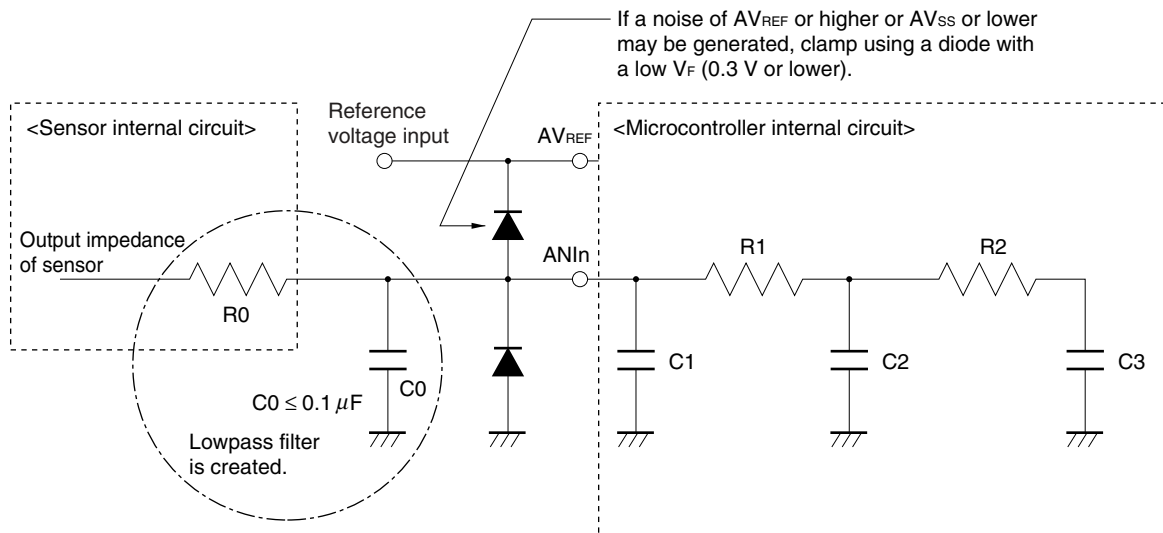 If a noise of AVREF or higher or AVSS or lower
may be generated, clamp using a diode with
a low VF (0.3 V or lower).
<Sensor internal circuit>
Reference
voltage input
AVREF
<Microcontroller internal circuit>
Output impedance
of sensor
R0
ANIn
R1
R2
C0
C0 ≤ 0.1 μF
C1
C2
C3
Lowpass filter
is created.